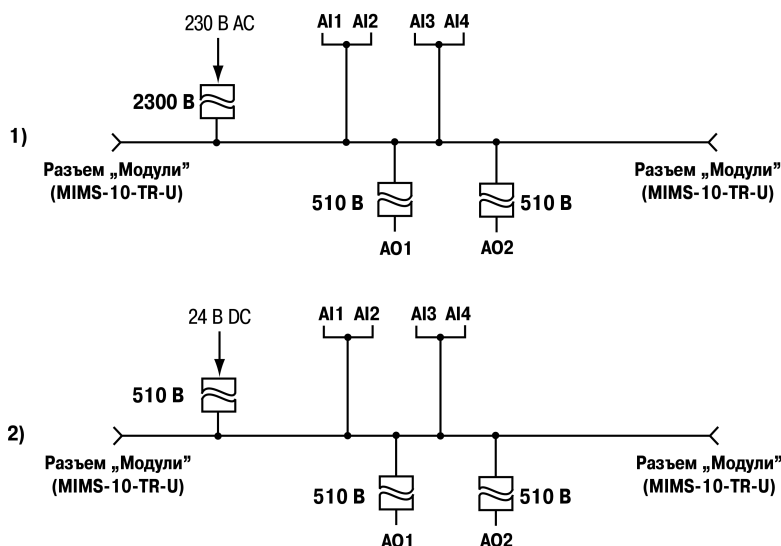 230 В AC
AI1 AI2
AI3 AI4
2300 В
1)
Разъем „Модули”
(MIMS-10-TR-U)
Разъем „Модули”
(MIMS-10-TR-U)
510 В
510 В
AO1
AO2
24 В DC
AI1 AI2
AI3 AI4
510 В
2)
Разъем „Модули”
(MIMS-10-TR-U)
Разъем „Модули”
(MIMS-10-TR-U)
510 В
510 В
AO1
AO2